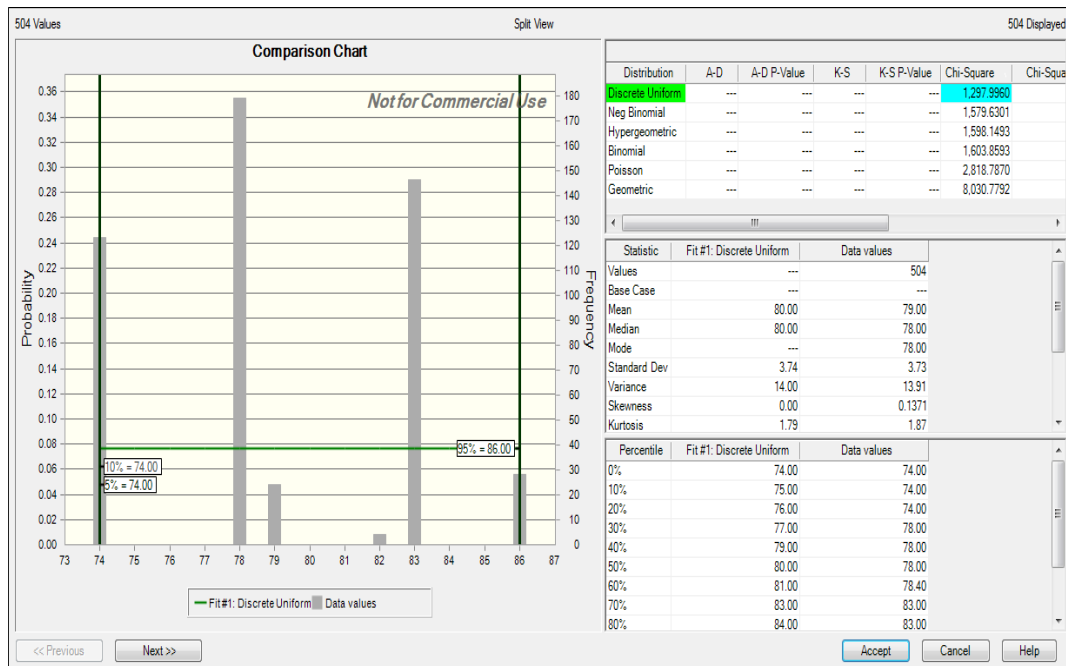 504 Values Split View 504 Displayed
Comparison Chart
Not for Commercial Use
Probability
0.36
0.34
0.32
0.30
0.28
0.26
0.24
0.22
0.20
0.18
0.16
0.14
0.12
0.10
0.08
0.06
0.04
0.02
0.00
180
170
160
150
140
130
120
110
100
90
80
70
60
50
40
30
20
10
0
Frequency
95% = 86.00
10% = 74.00
5% = 74.00
73 74 75 76 77 78 79 80 81 82 83 84 85 86 87
Fit #1: Discrete Uniform Data values
Distribution A-D A-D P-Value K-S K-S P-Value Chi-Square Chi-Squa
Discrete Uniform --- --- --- --- 1,297.9960
Neg Binomial --- --- --- --- 1,579.6301
Hypergeometric --- --- --- --- 1,598.1493
Binomial --- --- --- --- 1,603.8593
Poisson --- --- --- --- 2,818.7870
Geometric --- --- --- --- 8,030.7792
Statistic Fit #1: Discrete Uniform Data values
Values --- 504
Base Case --- ---
Mean 80.00 79.00
Median 80.00 78.00
Mode --- 78.00
Standard Dev 3.74 3.73
Variance 14.00 13.91
Skewness 0.00 0.1371
Kurtosis 1.79 1.87
Percentile Fit #1: Discrete Uniform Data values
0% 74.00 74.00
10% 75.00 74.00
20% 76.00 74.00
30% 77.00 78.00
40% 79.00 78.00
50% 80.00 78.00
60% 81.00 78.40
70% 83.00 83.00
80% 84.00 83.00
<< Previous Next >> Accept Cancel Help